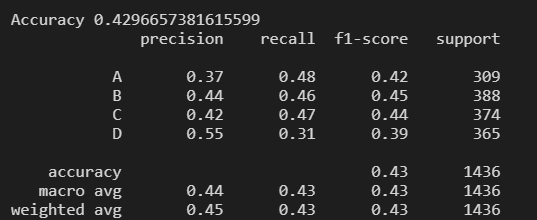 Accuracy 0.4296657381615599
precision recall f1-score support
A 0.37 0.48 0.42 309
B 0.44 0.46 0.45 388
C 0.42 0.47 0.44 374
D 0.55 0.31 0.39 365
accuracy 0.43 1436
macro avg 0.44 0.43 0.43 1436
weighted avg 0.45 0.43 0.43 1436